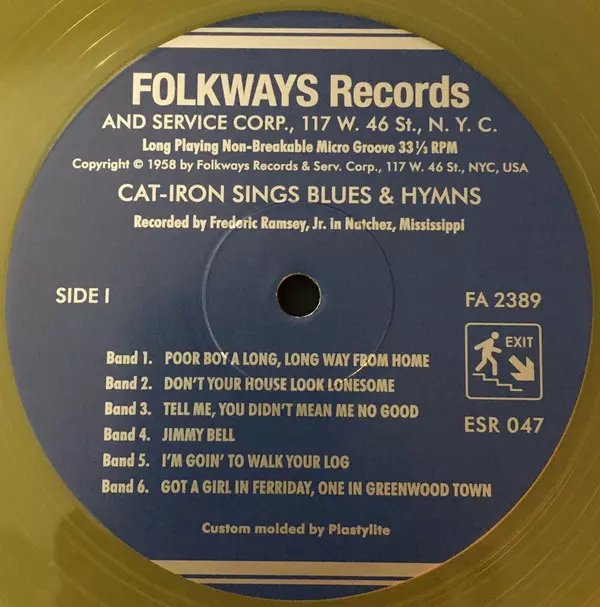 FOLKWAYS Records
AND SERVICE CORP., 117 W. 46 St., N. Y. C.
Long Playing Non-Breakable Micro Groove 33 1/3 RPM
Copyright © 1958 by Folkways Records & Serv. Corp., 117 W. 46 St., NYC, USA
CAT-IRON SINGS BLUES & HYMNS
Recorded by Frederic Ramsey, Jr. in Natchez, Mississippi
SIDE I
FA 2389
EXIT
ESR 047
Band 1. POOR BOY A LONG, LONG WAY FROM HOME
Band 2. DON'T YOUR HOUSE LOOK LONESOME
Band 3. TELL ME, YOU DIDN'T MEAN ME NO GOOD
Band 4. JIMMY BELL
Band 5. I'M GOIN' TO WALK YOUR LOG
Band 6. GOT A GIRL IN FERRIDAY, ONE IN GREENWOOD TOWN
Custom molded by Plastylite